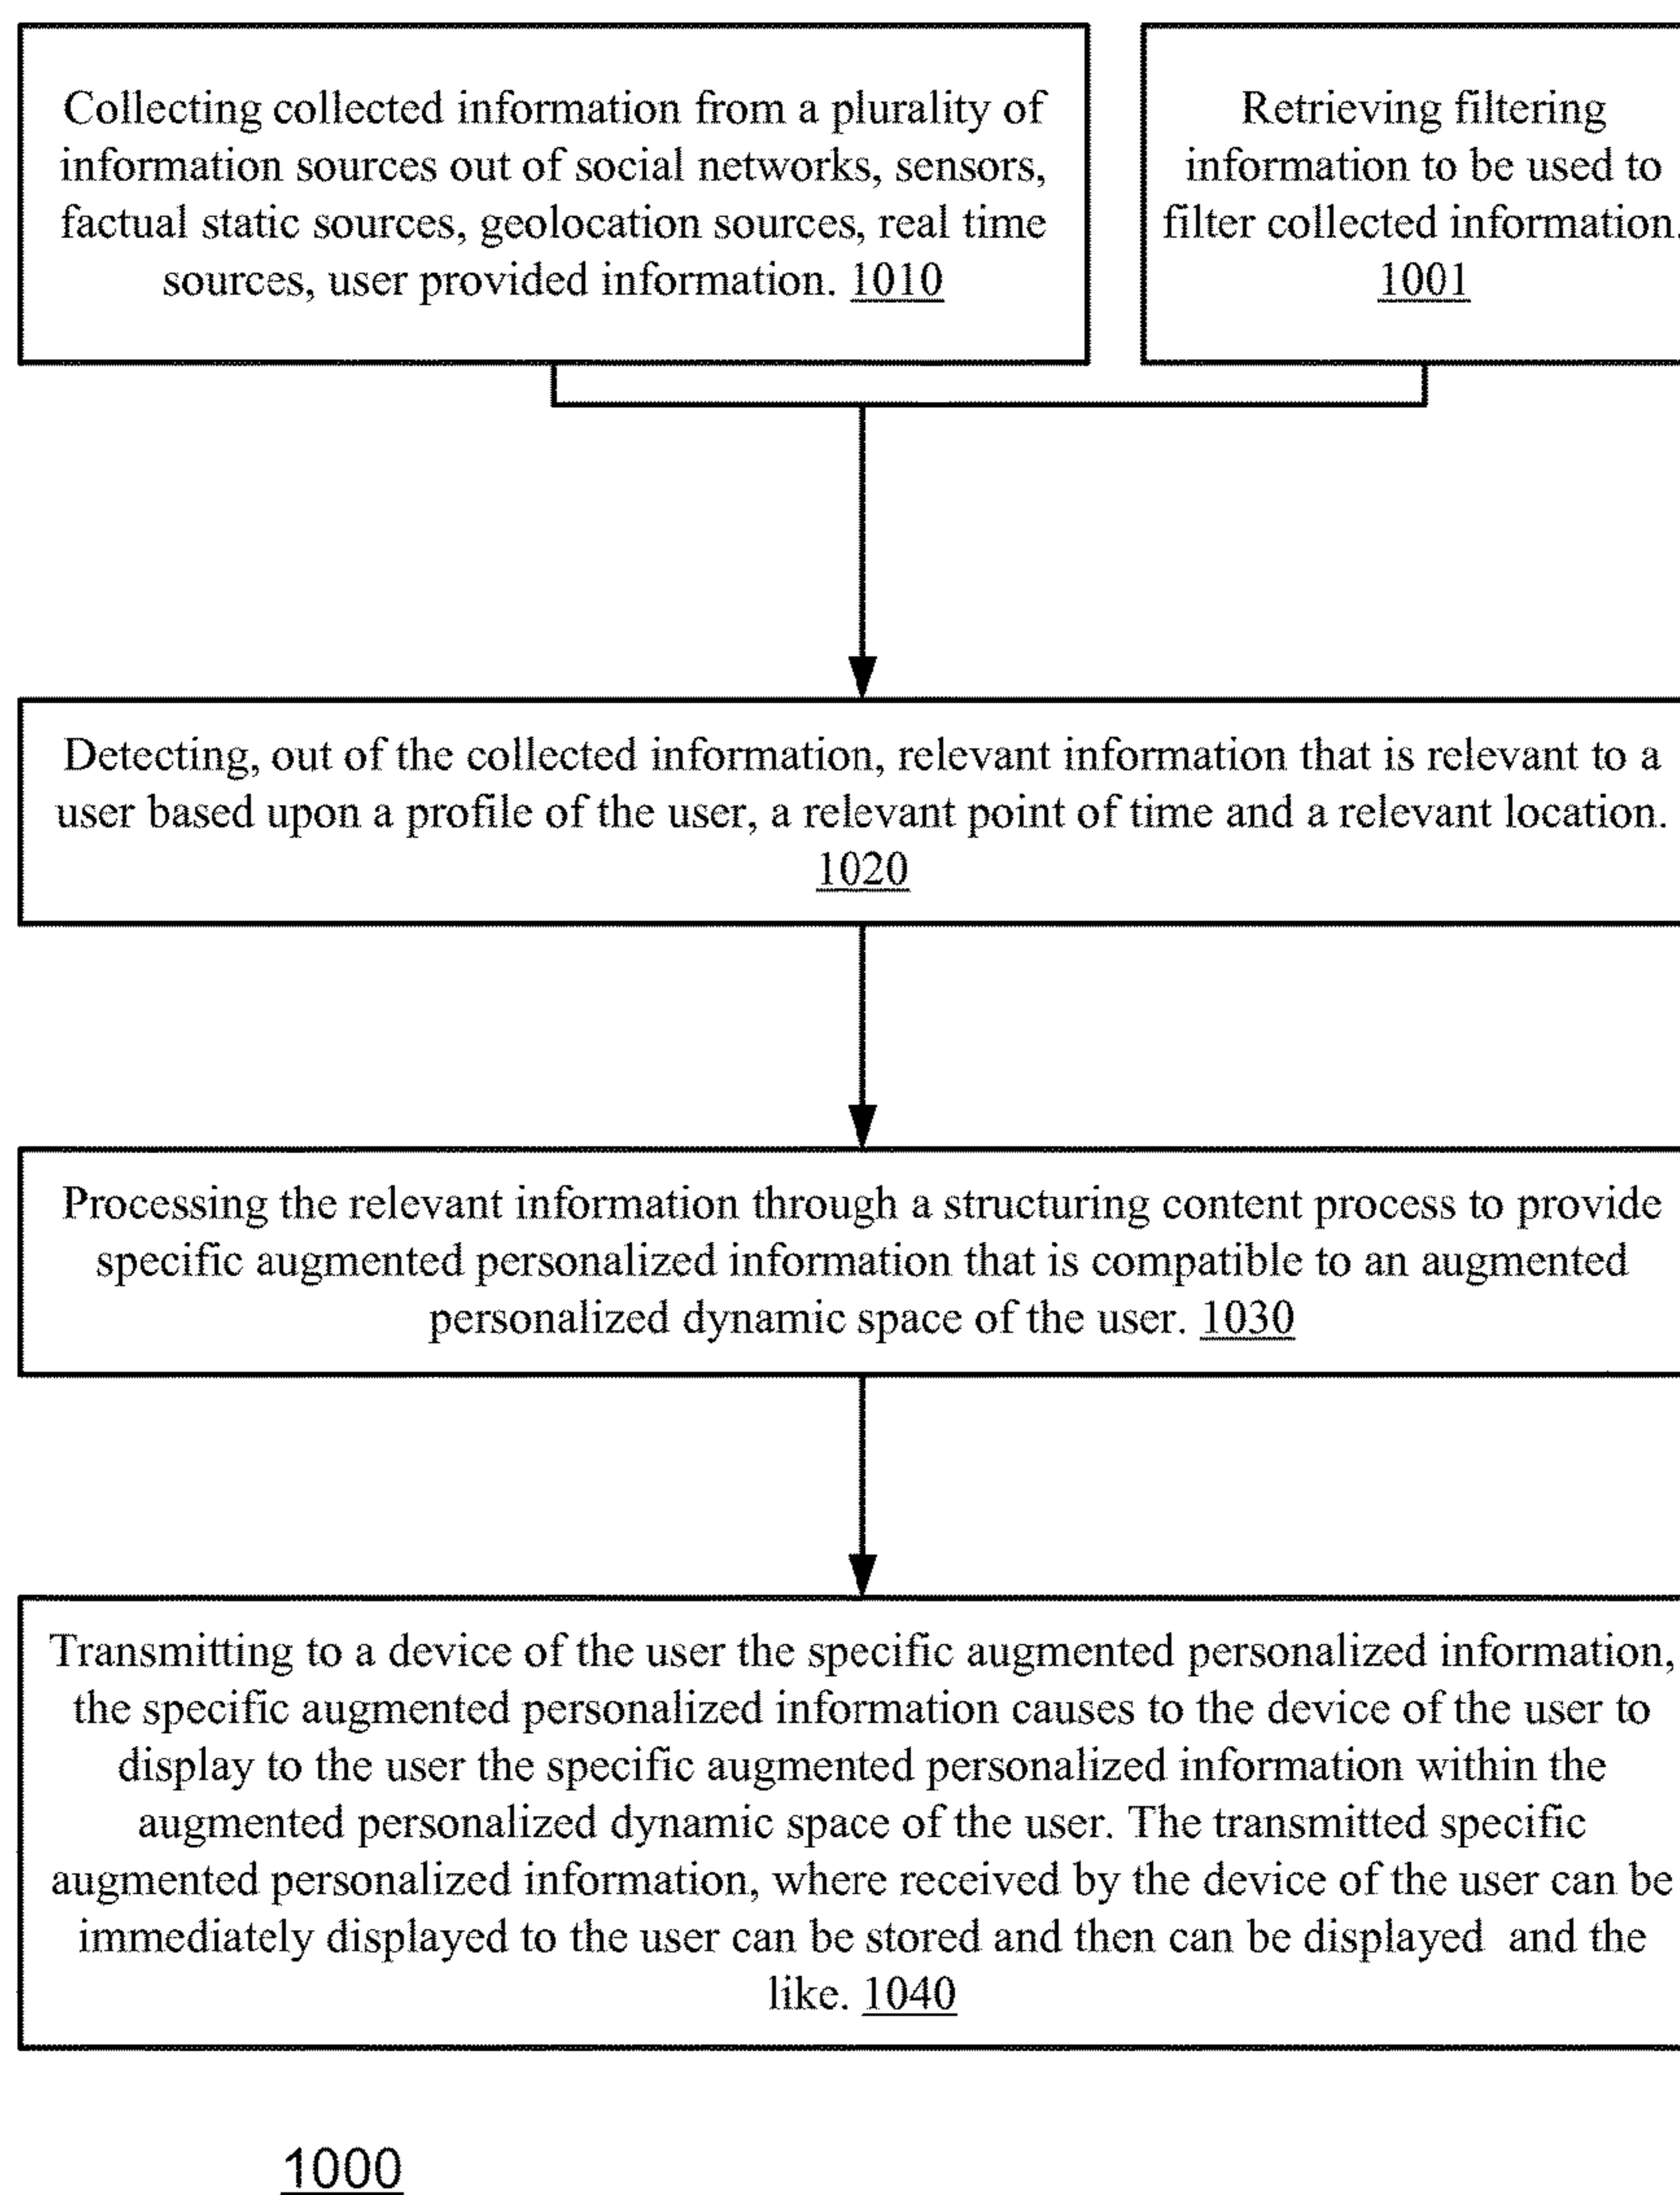 Collecting collected information from a plurality of
information sources out of social networks, sensors,
factual static sources, geolocation sources, real time
sources, user provided information. 1010
Retrieving filtering
information to be used to
filter collected information.
1001
Detecting, out of the collected information, relevant information that is relevant to a
user based upon a profile of the user, a relevant point of time and a relevant location.
1020
Processing the relevant information through a structuring content process to provide
specific augmented personalized information that is compatible to an augmented
personalized dynamic space of the user. 1030
Transmitting to a device of the user the specific augmented personalized information,
the specific augmented personalized information causes to the device of the user to
display to the user the specific augmented personalized information within the
augmented personalized dynamic space of the user. The transmitted specific
augmented personalized information, where received by the device of the user can be
immediately displayed to the user can be stored and then can be displayed and the
like. 1040
1000